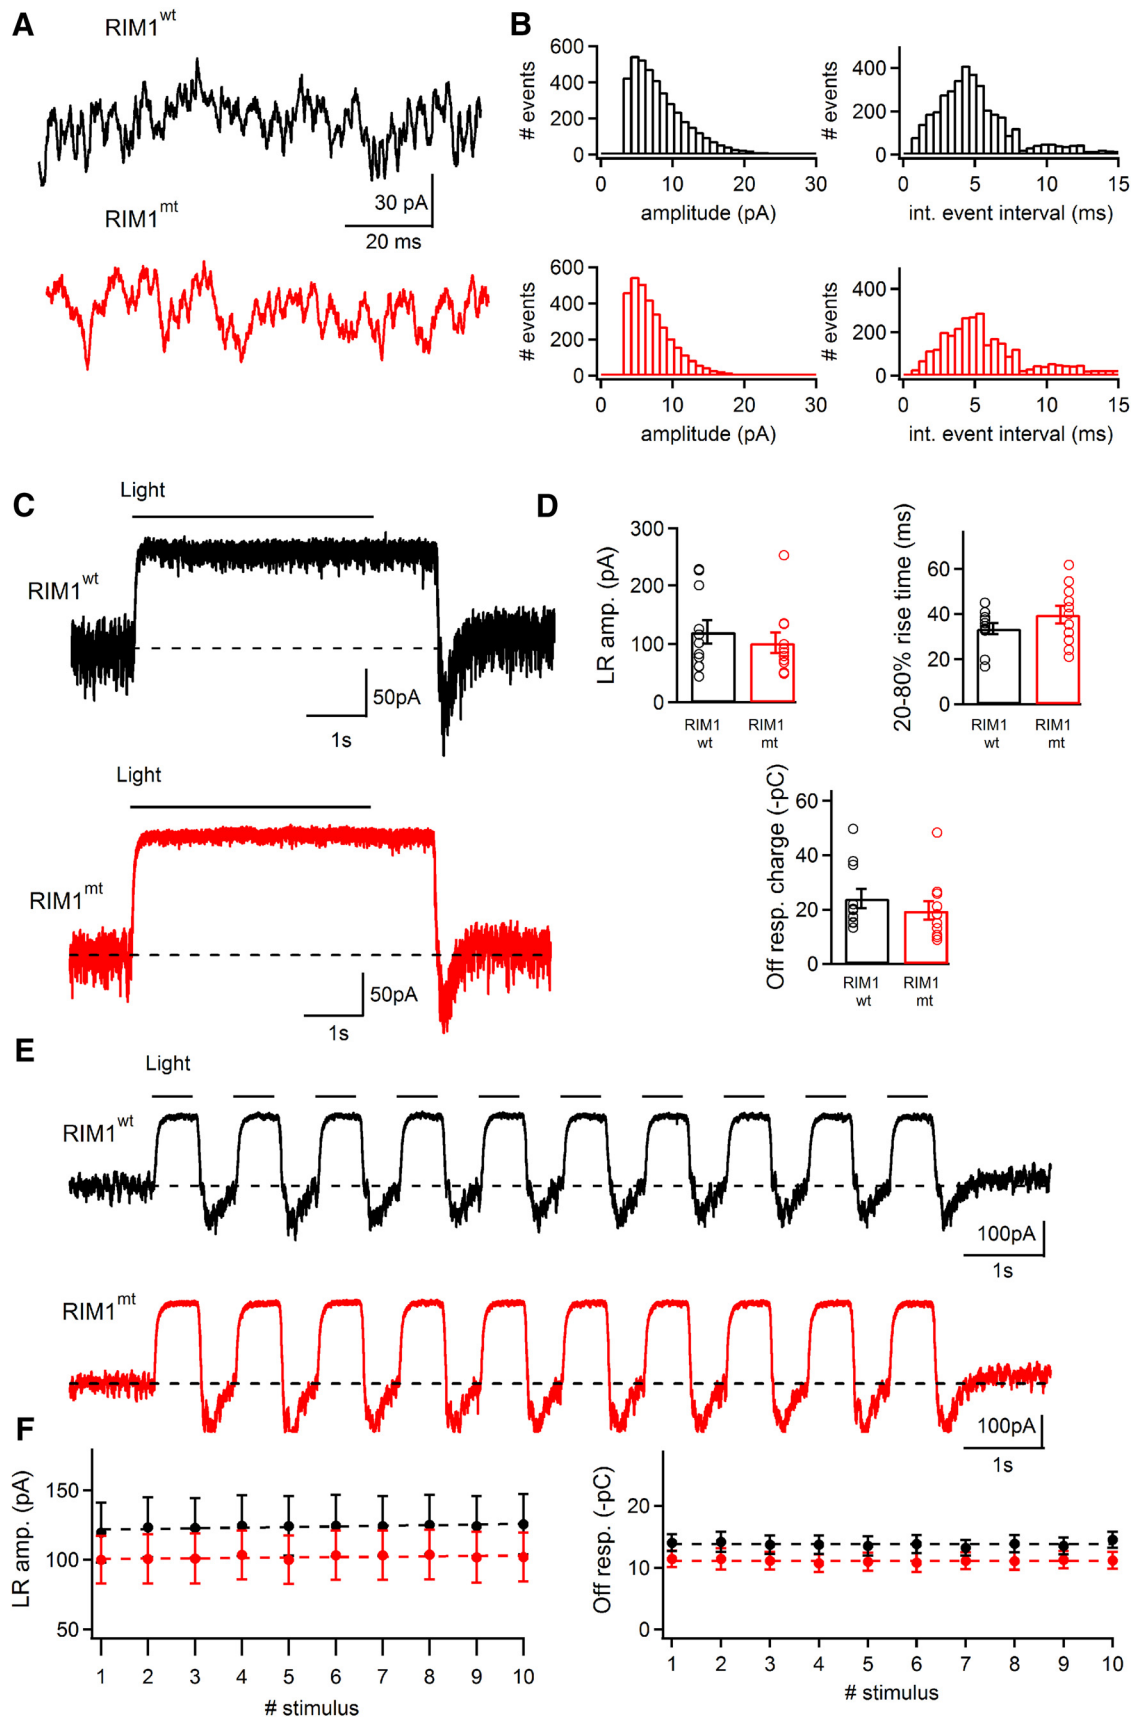 A
RIM1wt
30 pA
20 ms
RIM1mt
B
# events
600
400
200
0
0 10 20 30
amplitude (pA)
# events
400
200
0
0 5 10 15
int. event interval (ms)
# events
600
400
200
0
0 10 20 30
amplitude (pA)
# events
400
200
0
0 5 10 15
int. event interval (ms)
C
Light
RIM1wt
50pA
1s
Light
RIM1mt
50pA
1s
D
LR amp. (pA)
300
200
100
0
RIM1 wt
RIM1 mt
20-80% rise time (ms)
60
40
20
0
RIM1 wt
RIM1 mt
Off resp. charge (-pC)
60
40
20
0
RIM1 wt
RIM1 mt
E
Light
RIM1wt
100pA
1s
RIM1mt
100pA
1s
F
LR amp. (pA)
150
100
50
1 2 3 4 5 6 7 8 9 10
# stimulus
Off resp. (-pC)
20
10
0
1 2 3 4 5 6 7 8 9 10
# stimulus